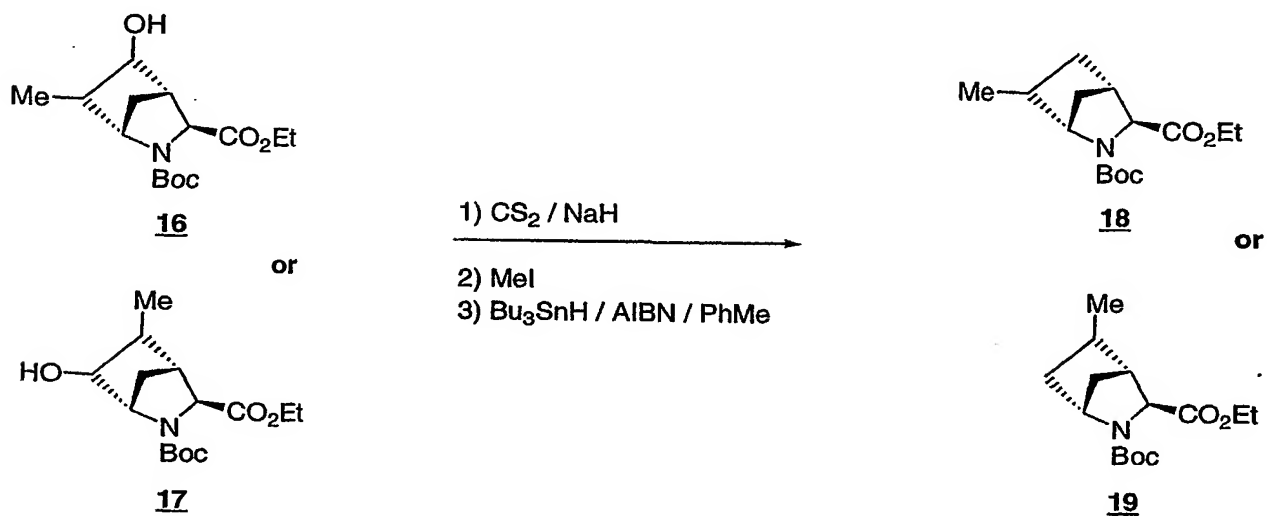 OH
Me
N
CO₂Et
Boc
16
or
Me
HO
N
CO₂Et
Boc
17
1) CS₂ / NaH
2) MeI
3) Bu₃SnH / AIBN / PhMe
Me
N
CO₂Et
Boc
18
or
Me
N
CO₂Et
Boc
19